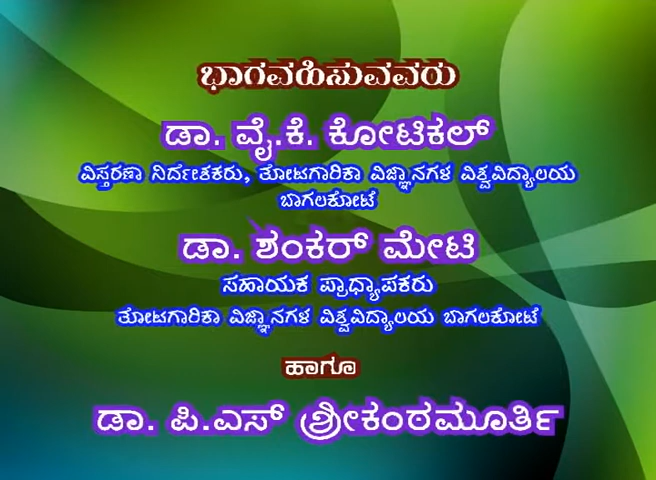 ಭಾಗವಹಿಸುವವರು
ಡಾ. ವೈ.ಕೆ. ಕೋಟಿಕಲ್
ವಿಸ್ತರಣಾ ನಿರ್ದೇಶಕರು, ತೋಟಗಾರಿಕಾ ವಿಜ್ಞಾನಗಳ ವಿಶ್ವವಿದ್ಯಾಲಯ
ಬಾಗಲಕೋಟೆ
ಡಾ. ಶಂಕರ್ ಮೇಟಿ
ಸಹಾಯಕ ಪ್ರಾಧ್ಯಾಪಕರು
ತೋಟಗಾರಿಕಾ ವಿಜ್ಞಾನಗಳ ವಿಶ್ವವಿದ್ಯಾಲಯ ಬಾಗಲಕೋಟೆ
ಹಾಗೂ
ಡಾ. ಪಿ.ಎಸ್ ಶ್ರೀಕಂಠಮೂರ್ತಿ